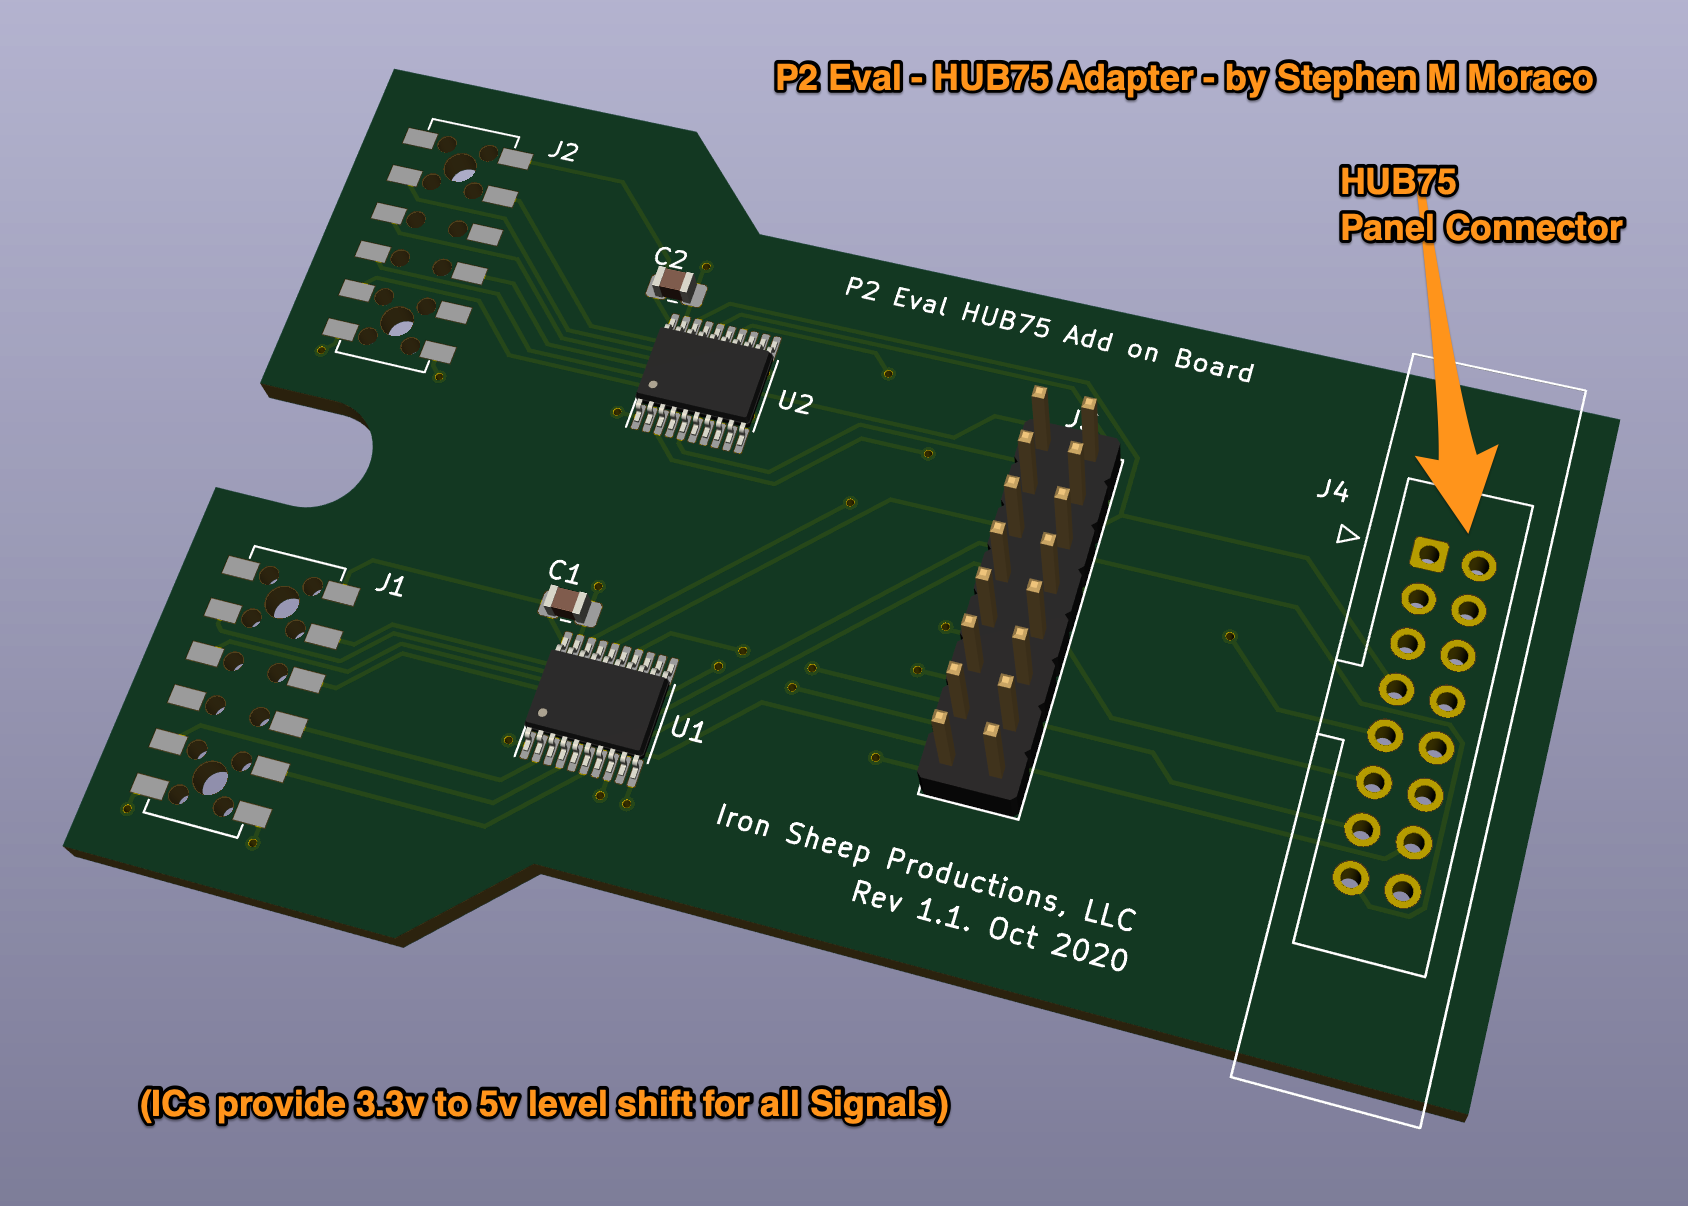 P2 Eval - HUB75 Adapter - by Stephen M Moraco
HUB75
Panel Connector
J2
C2
P2 Eval HUB75 Add on Board
U2
J4
J1
C1
U1
Iron Sheep Productions, LLC
Rev 1.1. Oct 2020
(ICs provide 3.3v to 5v level shift for all Signals)